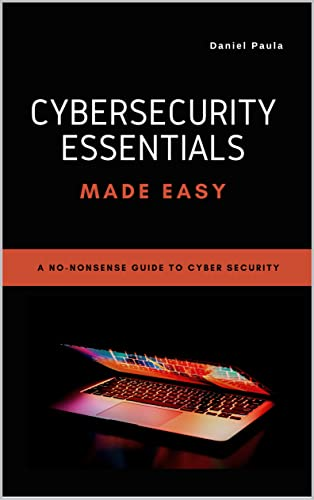 Daniel Paula
CYBERSECURITY
ESSENTIALS
MADE EASY
A NO-NONSENSE GUIDE TO CYBER SECURITY